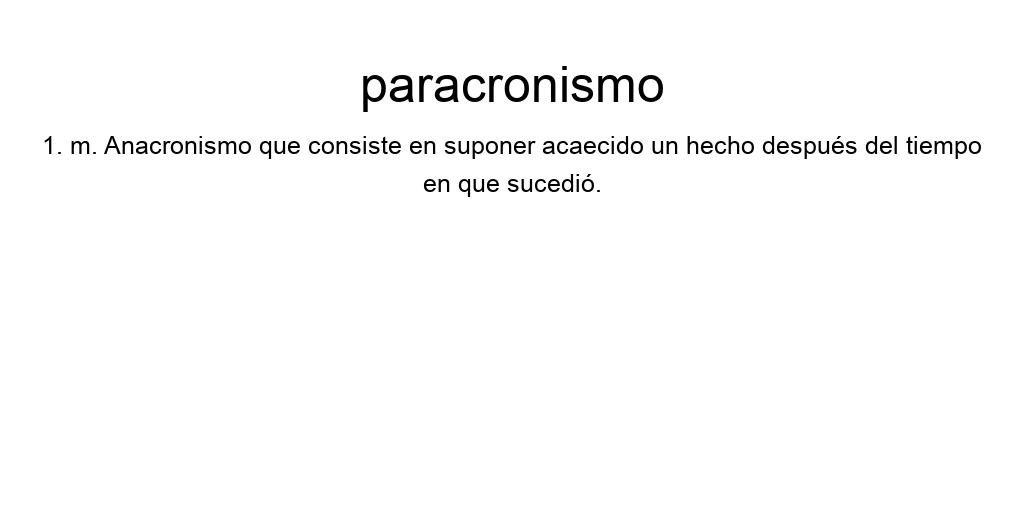 paracronismo
1. m. Anacronismo que consiste en suponer acaecido un hecho después del tiempo
en que sucedió.